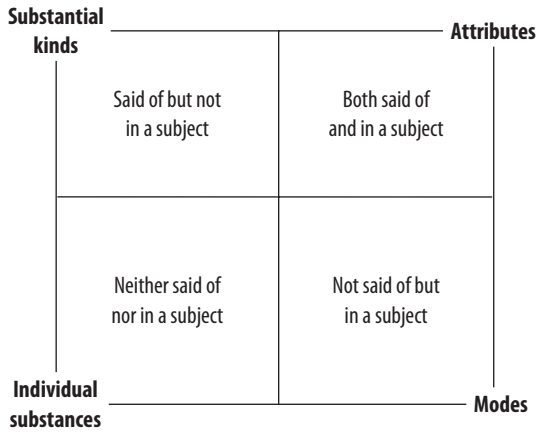 Substantial
kinds
Attributes
Said of but not
in a subject
Both said of
and in a subject
Neither said of
nor in a subject
Not said of but
in a subject
Individual
substances
Modes